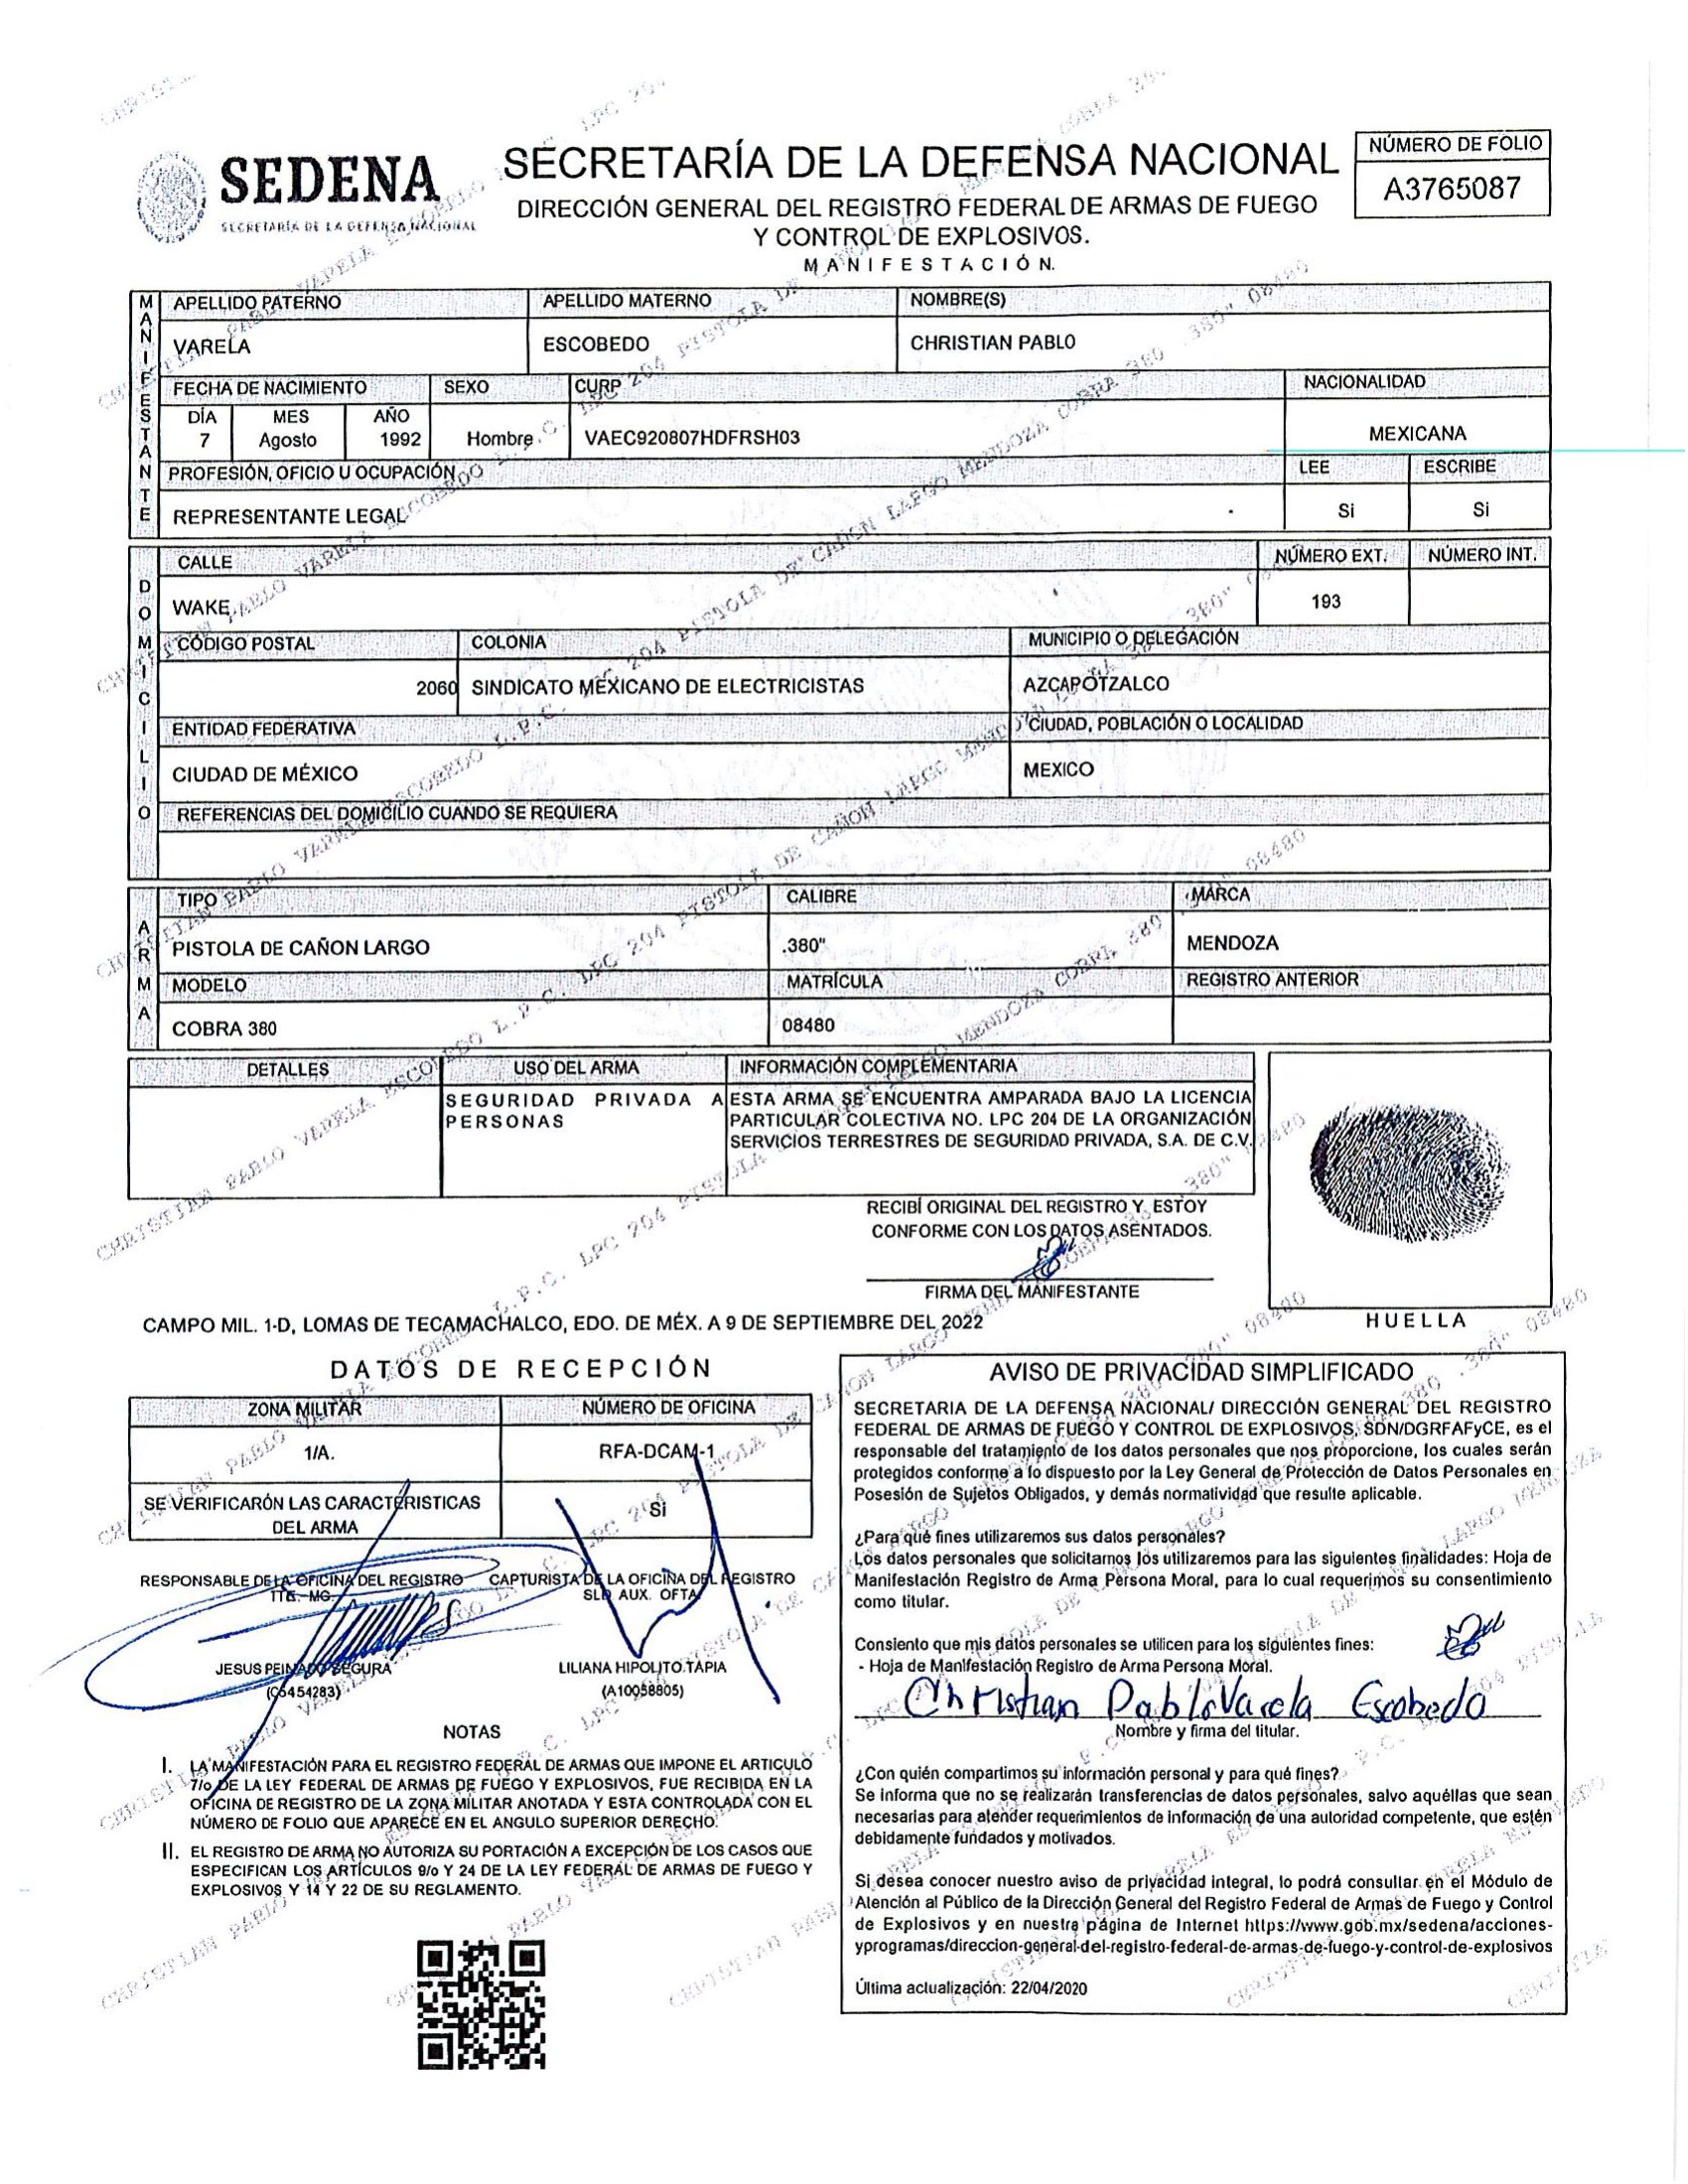 SEDENA
SECRETARÍA DE LA DEFENSA NACIONAL
SECRETARÍA DE LA DEFENSA NACIONAL
DIRECCIÓN GENERAL DEL REGISTRO FEDERAL DE ARMAS DE FUEGO
Y CONTROL DE EXPLOSIVOS.
MANIFESTACIÓN.
NÚMERO DE FOLIO
A3765087
MANIFESTANTE
APELLIDO PATERNO APELLIDO MATERNO NOMBRE(S)
VARELA ESCOBEDO CHRISTIAN PABLO
FECHA DE NACIMIENTO SEXO CURP NACIONALIDAD
DÍA MES AÑO
7 Agosto 1992 Hombre VAEC920807HDFRSH03 MEXICANA
PROFESIÓN, OFICIO U OCUPACIÓN LEE ESCRIBE
REPRESENTANTE LEGAL Si Si
DOMICILIO
CALLE NÚMERO EXT. NÚMERO INT.
WAKE 193
CÓDIGO POSTAL COLONIA MUNICIPIO O DELEGACIÓN
2060 SINDICATO MEXICANO DE ELECTRICISTAS AZCAPOTZALCO
ENTIDAD FEDERATIVA CIUDAD, POBLACIÓN O LOCALIDAD
CIUDAD DE MÉXICO MEXICO
REFERENCIAS DEL DOMICILIO CUANDO SE REQUIERA
ARMA
TIPO CALIBRE MARCA
PISTOLA DE CAÑON LARGO .380" MENDOZA
MODELO MATRÍCULA REGISTRO ANTERIOR
COBRA 380 08480
DETALLES USO DEL ARMA INFORMACIÓN COMPLEMENTARIA
SEGURIDAD PRIVADA A PERSONAS
ESTA ARMA SE ENCUENTRA AMPARADA BAJO LA LICENCIA
PARTICULAR COLECTIVA NO. LPC 204 DE LA ORGANIZACIÓN
SERVICIOS TERRESTRES DE SEGURIDAD PRIVADA, S.A. DE C.V.
RECIBÍ ORIGINAL DEL REGISTRO Y ESTOY
CONFORME CON LOS DATOS ASENTADOS.
FIRMA DEL MANIFESTANTE
HUELLA
CAMPO MIL. 1-D, LOMAS DE TECAMACHALCO, EDO. DE MÉX. A 9 DE SEPTIEMBRE DEL 2022
DATOS DE RECEPCIÓN
ZONA MILITAR NÚMERO DE OFICINA
1/A. RFA-DCAM-1
SE VERIFICARÓN LAS CARACTERISTICAS
DEL ARMA
Si
RESPONSABLE DE LA OFICINA DEL REGISTRO
CAPTURISTA DE LA OFICINA DEL REGISTRO
SLD AUX. OFTA
JESUS PEINADO SEGURA
LILIANA HIPOLITO TAPIA
(C5454283)
(A10058805)
NOTAS
I. LA MANIFESTACIÓN PARA EL REGISTRO FEDERAL DE ARMAS QUE IMPONE EL ARTICULO
7/o DE LA LEY FEDERAL DE ARMAS DE FUEGO Y EXPLOSIVOS, FUE RECIBIDA EN LA
OFICINA DE REGISTRO DE LA ZONA MILITAR ANOTADA Y ESTA CONTROLADA CON EL
NÚMERO DE FOLIO QUE APARECE EN EL ANGULO SUPERIOR DERECHO.
II. EL REGISTRO DE ARMA NO AUTORIZA SU PORTACIÓN A EXCEPCIÓN DE LOS CASOS QUE
ESPECIFICAN LOS ARTÍCULOS 9/o Y 24 DE LA LEY FEDERAL DE ARMAS DE FUEGO Y
EXPLOSIVOS Y 14 Y 22 DE SU REGLAMENTO.
AVISO DE PRIVACIDAD SIMPLIFICADO
SECRETARIA DE LA DEFENSA NACIONAL/ DIRECCIÓN GENERAL DEL REGISTRO
FEDERAL DE ARMAS DE FUEGO Y CONTROL DE EXPLOSIVOS, SDN/DGRFAFyCE, es el
responsable del tratamiento de los datos personales que nos proporcione, los cuales serán
protegidos conforme a lo dispuesto por la Ley General de Protección de Datos Personales en
Posesión de Sujetos Obligados, y demás normatividad que resulte aplicable.
¿Para qué fines utilizaremos sus datos personales?
Los datos personales que solicitamos los utilizaremos para las siguientes finalidades: Hoja de
Manifestación Registro de Arma Persona Moral, para lo cual requerimos su consentimiento
como titular.
Consiento que mis datos personales se utilicen para los siguientes fines:
- Hoja de Manifestación Registro de Arma Persona Moral.
Christian Pablo Varela Escobedo
Nombre y firma del titular.
¿Con quién compartimos su información personal y para qué fines?
Se informa que no se realizarán transferencias de datos personales, salvo aquéllas que sean
necesarias para atender requerimientos de información de una autoridad competente, que estén
debidamente fundados y motivados.
Si desea conocer nuestro aviso de privacidad integral, lo podrá consultar en el Módulo de
Atención al Público de la Dirección General del Registro Federal de Armas de Fuego y Control
de Explosivos y en nuestra página de Internet https://www.gob.mx/sedena/acciones-
yprogramas/direccion-general-del-registro-federal-de-armas-de-fuego-y-control-de-explosivos
Última actualización: 22/04/2020